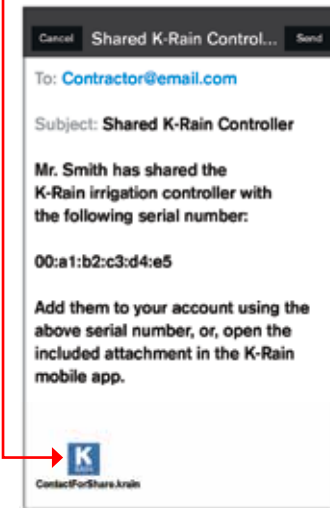 Cancel Shared K-Rain Control... Send
To: Contractor@email.com
Subject: Shared K-Rain Controller
Mr. Smith has shared the
K-Rain irrigation controller with
the following serial number:
00:a1:b2:c3:d4:e5
Add them to your account using the
above serial number, or, open the
included attachment in the K-Rain
mobile app.
K
RAIN
ContactForShare.krain